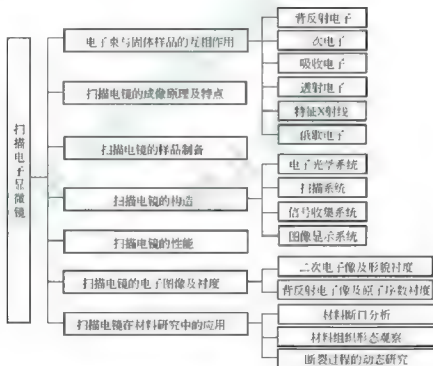 扫描电子显微镜
电子束与固体样品的互相作用
背反射电子
二次电子
吸收电子
透射电子
特征X射线
俄歇电子
扫描电镜的成像原理及特点
扫描电镜的样品制备
扫描电镜的构造
电子光学系统
扫描系统
信号收集系统
图像显示系统
扫描电镜的性能
扫描电镜的电子图像及衬度
二次电子像及形貌衬度
背反射电子像及原子序数衬度
扫描电镜在材料研究中的应用
材料断口分析
材料组织形态观察
断裂过程的动态研究